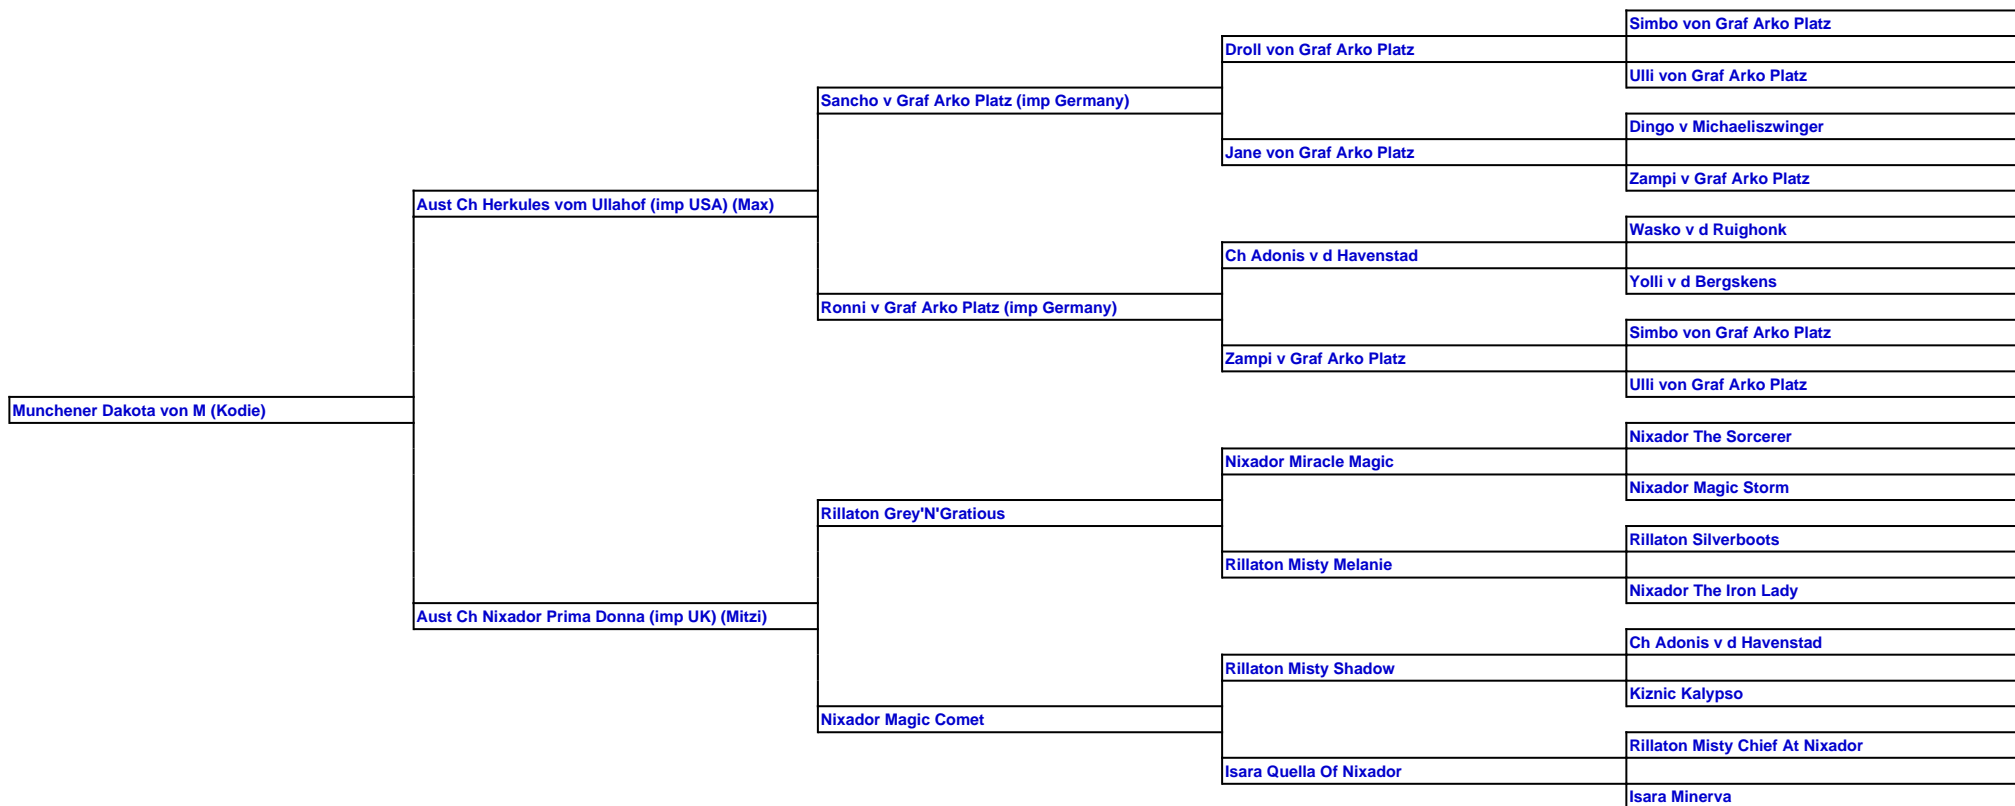 Simbo von Graf Arko Platz
Droll von Graf Arko Platz
Ulli von Graf Arko Platz
Sancho v Graf Arko Platz (imp Germany)
Dingo v Michaeliszwinger
Jane von Graf Arko Platz
Zampi v Graf Arko Platz
Aust Ch Herkules vom Ullahof (imp USA) (Max)
Wasko v d Ruighonk
Ch Adonis v d Havenstad
Yolli v d Bergskens
Ronni v Graf Arko Platz (imp Germany)
Simbo von Graf Arko Platz
Zampi v Graf Arko Platz
Ulli von Graf Arko Platz
Munchener Dakota von M (Kodie)
Nixador The Sorcerer
Nixador Miracle Magic
Nixador Magic Storm
Rillaton Grey'N'Gratious
Rillaton Silverboots
Rillaton Misty Melanie
Nixador The Iron Lady
Aust Ch Nixador Prima Donna (imp UK) (Mitzi)
Ch Adonis v d Havenstad
Rillaton Misty Shadow
Kiznic Kalypso
Nixador Magic Comet
Rillaton Misty Chief At Nixador
Isara Quella Of Nixador
Isara Minerva